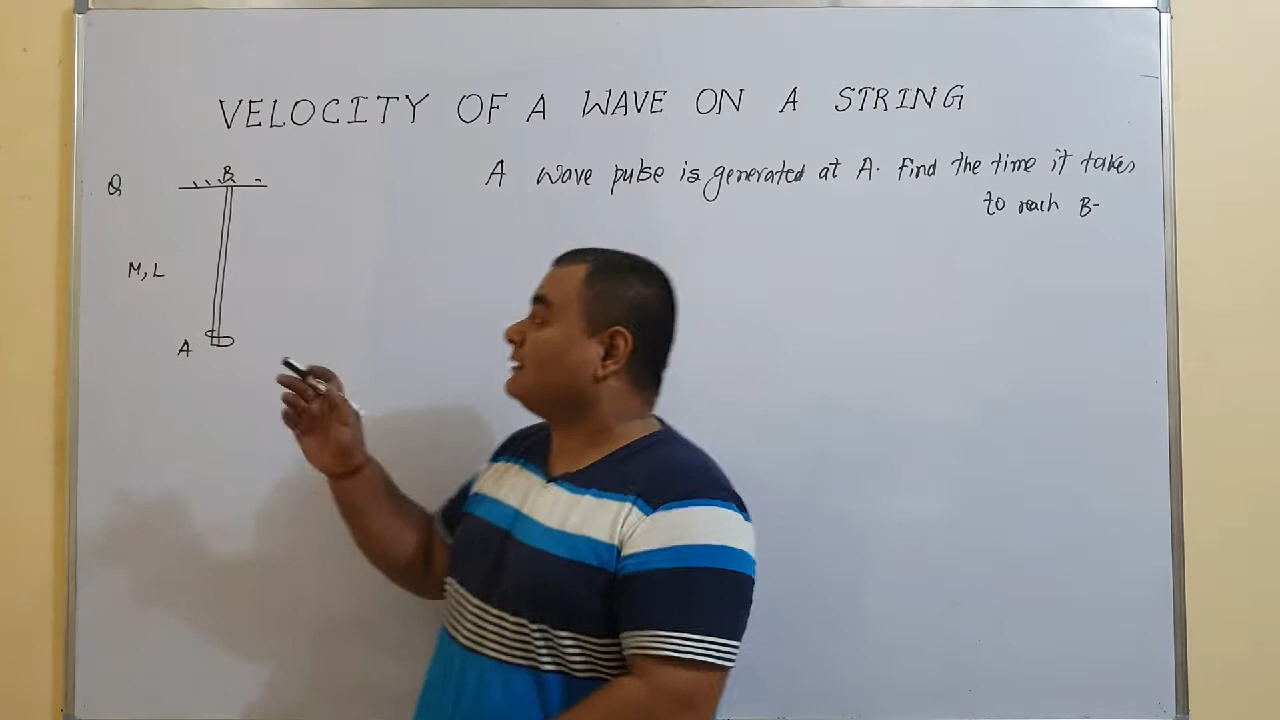 VELOCITY OF A WAVE ON A STRING
Q
B
A wave pulse is generated at A. Find the time it takes
to reach B-
M, L
A